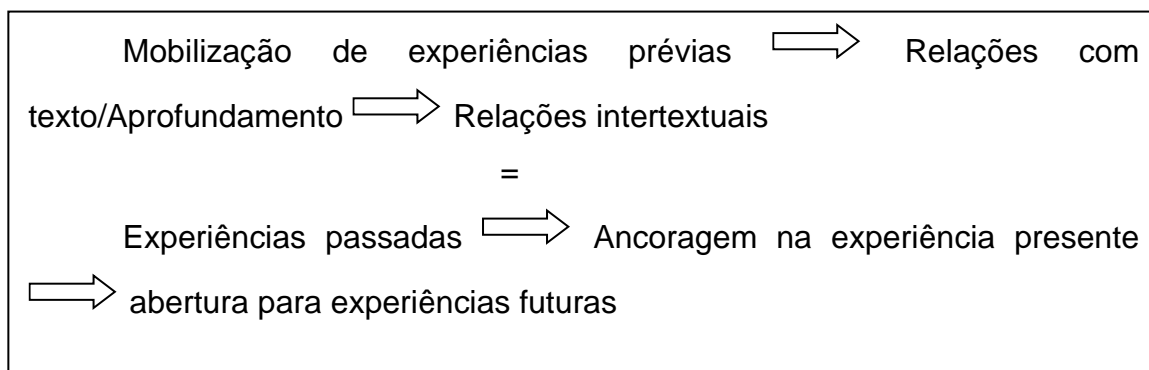 Mobilização de experiências prévias ⇨ Relações com
texto/Aprofundamento ⇨ Relações intertextuais
=
Experiências passadas ⇨ Ancoragem na experiência presente
⇨ abertura para experiências futuras